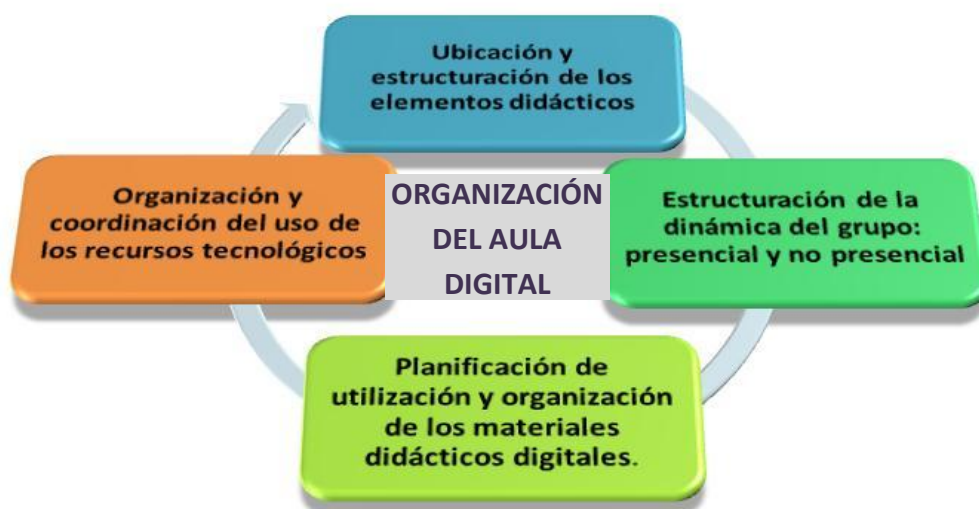 Ubicación y
estructuración de los
elementos didácticos
Organización y
coordinación del uso de
los recursos tecnológicos
ORGANIZACIÓN
DEL AULA
DIGITAL
Estructuración de la
dinámica del grupo:
presencial y no presencial
Planificación de
utilización y organización
de los materiales
didácticos digitales.